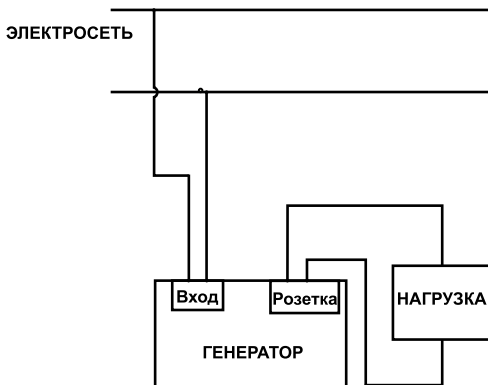 ЭЛЕКТРОСЕТЬ
Вход
Розетка
НАГРУЗКА
ГЕНЕРАТОР